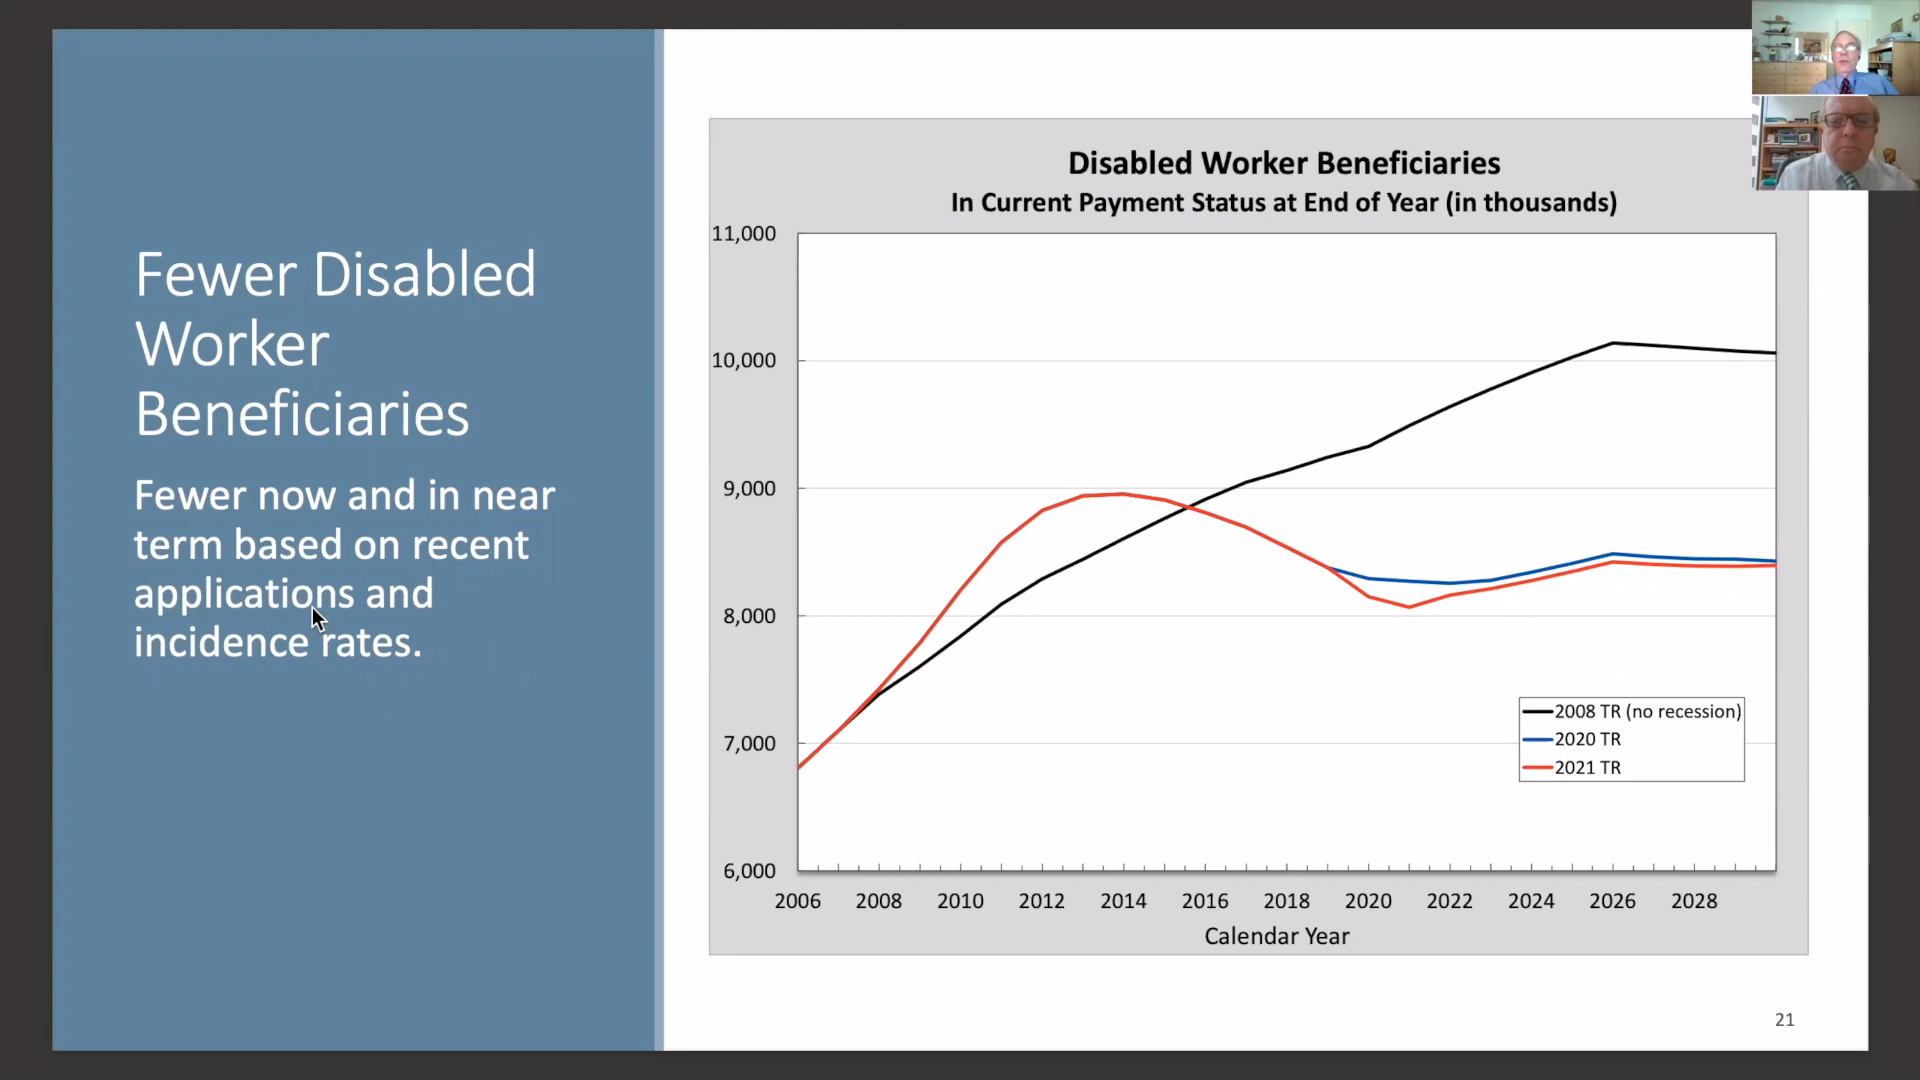 Fewer Disabled
Worker
Beneficiaries
Fewer now and in near
term based on recent
applications and
incidence rates.
Disabled Worker Beneficiaries
In Current Payment Status at End of Year (in thousands)
11,000
10,000
9,000
8,000
7,000
6,000
2006 2008 2010 2012 2014 2016 2018 2020 2022 2024 2026 2028
Calendar Year
2008 TR (no recession)
2020 TR
2021 TR
21